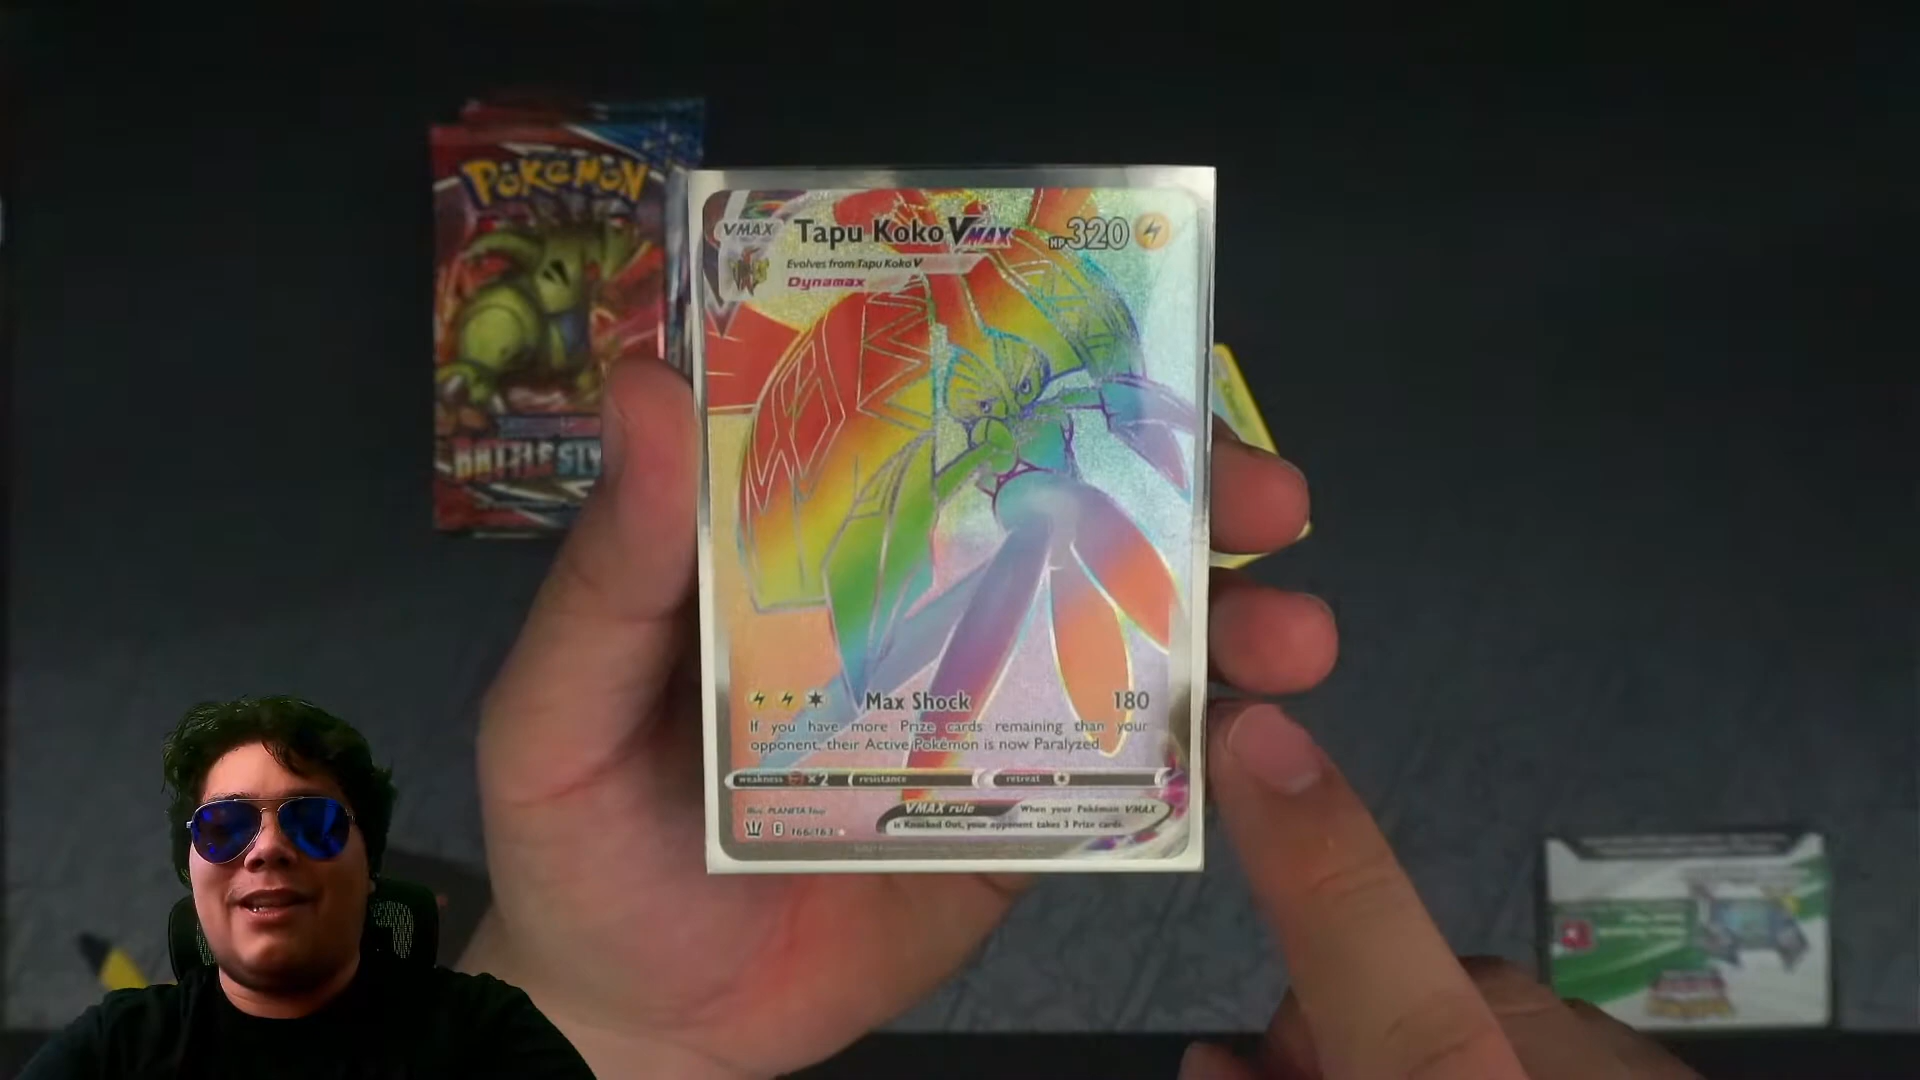 POKéMON
BATTLE STY
VMAX
Tapu Koko VMAX
HP 320
Evolves from Tapu Koko V
Dynamax
Max Shock 180
If you have more Prize cards remaining than your
opponent, their Active Pokémon is now Paralyzed.
weakness ×2 resistance retreat
Illus. PLANETA
VMAX rule When your Pokémon VMAX
is Knocked Out, your opponent takes 3 Prize cards.
E 166/163